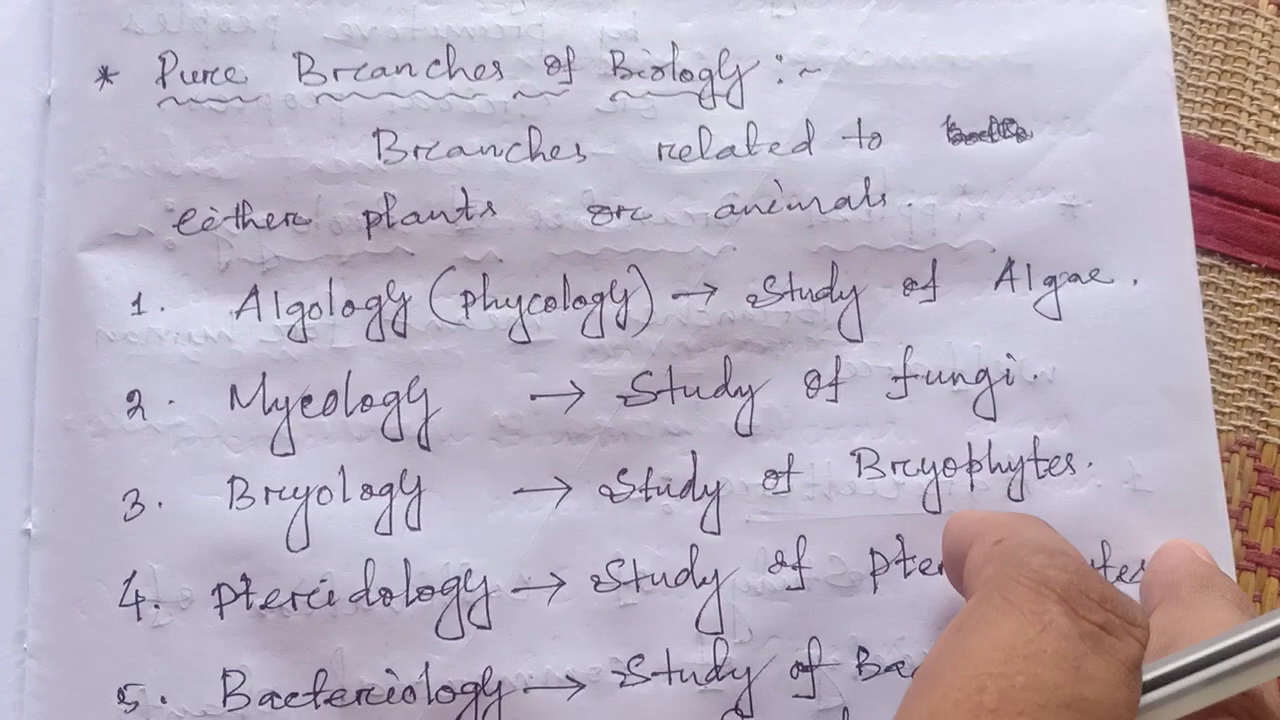 * Pure Branches of Biology :~
Branches related to
either plants or animals.
1. Algology (phycology) → Study of Algae.
2. Mycology → Study of fungi.
3. Bryology → Study of Bryophytes.
4. pteridology → Study of
5. Bacteriology → Study of